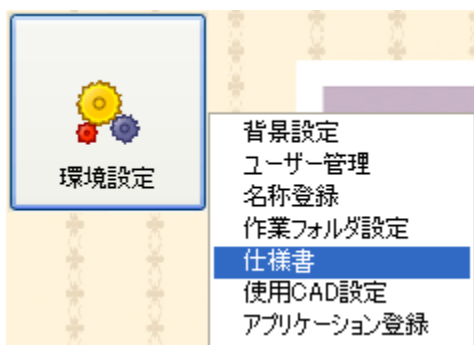 環境設定
背景設定
ユーザー管理
名称登録
作業フォルダ設定
仕様書
使用CAD設定
アプリケーション登録